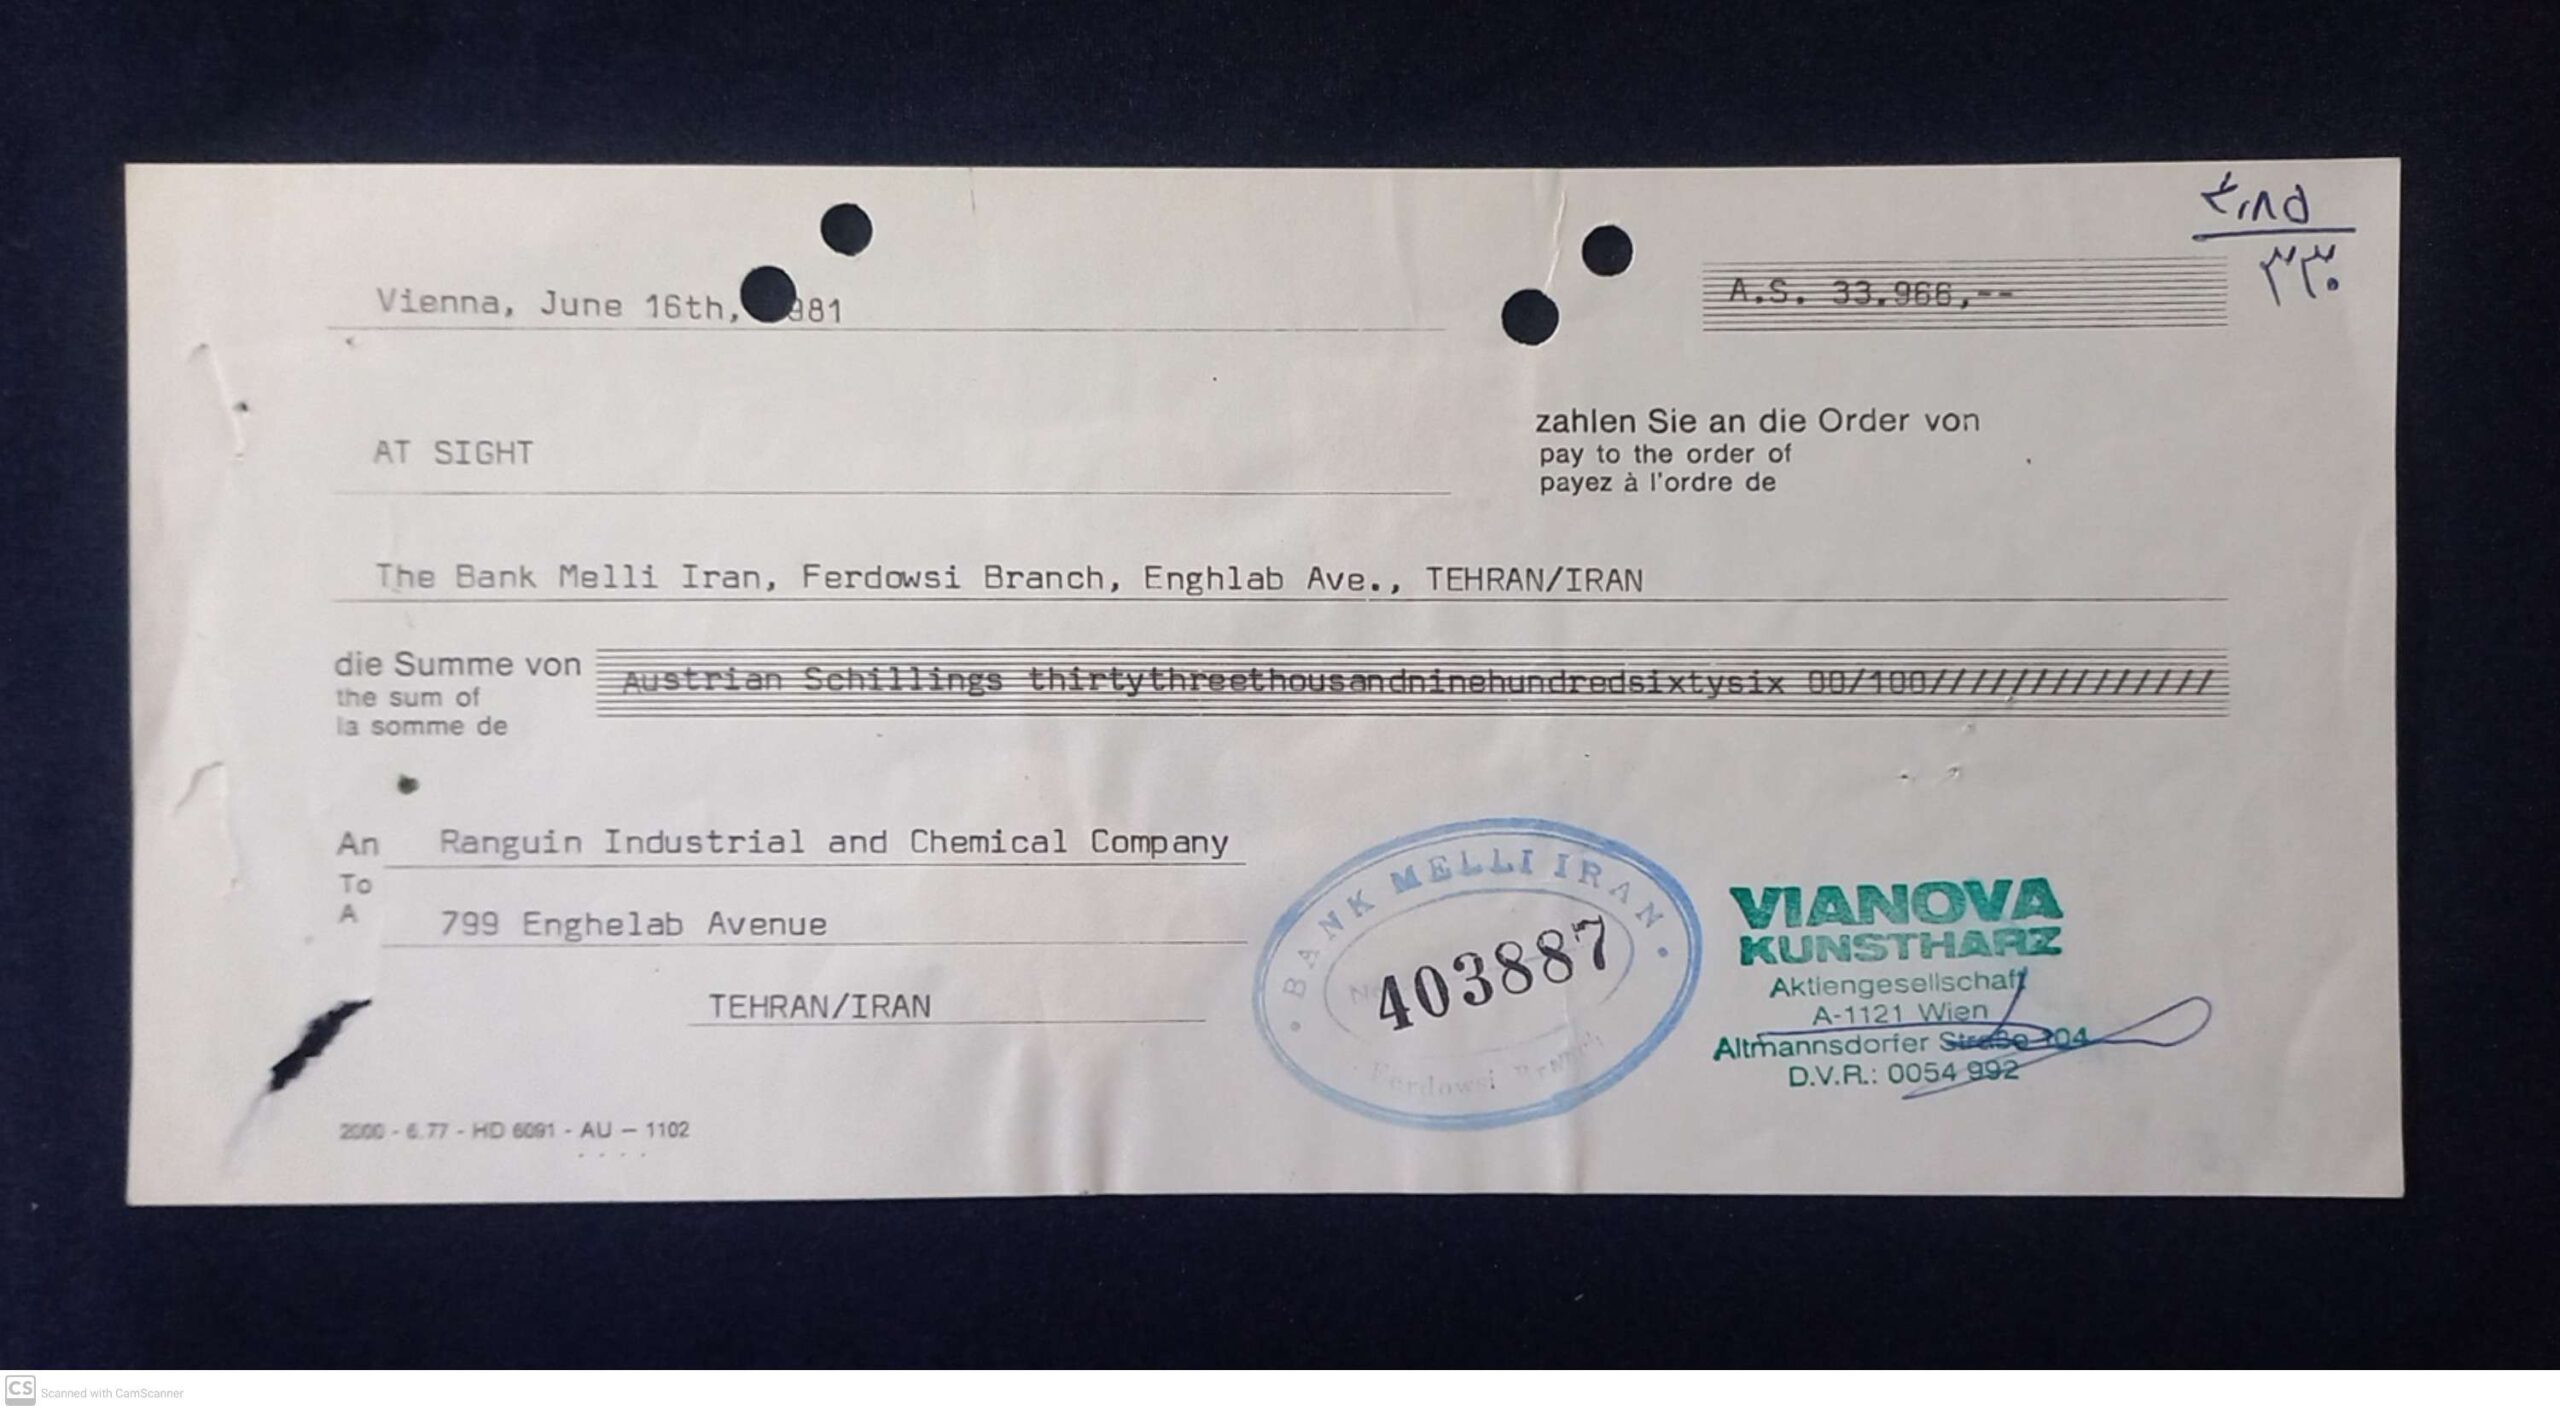 Vienna, June 16th, 1981
A.S. 33.966,--
۳۳۰
AT SIGHT
zahlen Sie an die Order von
pay to the order of
payez à l'ordre de
The Bank Melli Iran, Ferdowsi Branch, Enghlab Ave., TEHRAN/IRAN
die Summe von
the sum of
la somme de
Austrian Schillings thirtythreethousandninehundredsixtysix 00/100///////////////
An
To
A
Ranguin Industrial and Chemical Company
799 Enghelab Avenue
TEHRAN/IRAN
BANK MELLI IRAN
No 403887
Ferdowsi Branch
VIANOVA
KUNSTHARZ
Aktiengesellschaft
A-1121 Wien
Altmannsdorfer Straße 104
D.V.R.: 0054 992
2000 - 6.77 - HD 6091 - AU - 1102
CS Scanned with CamScanner